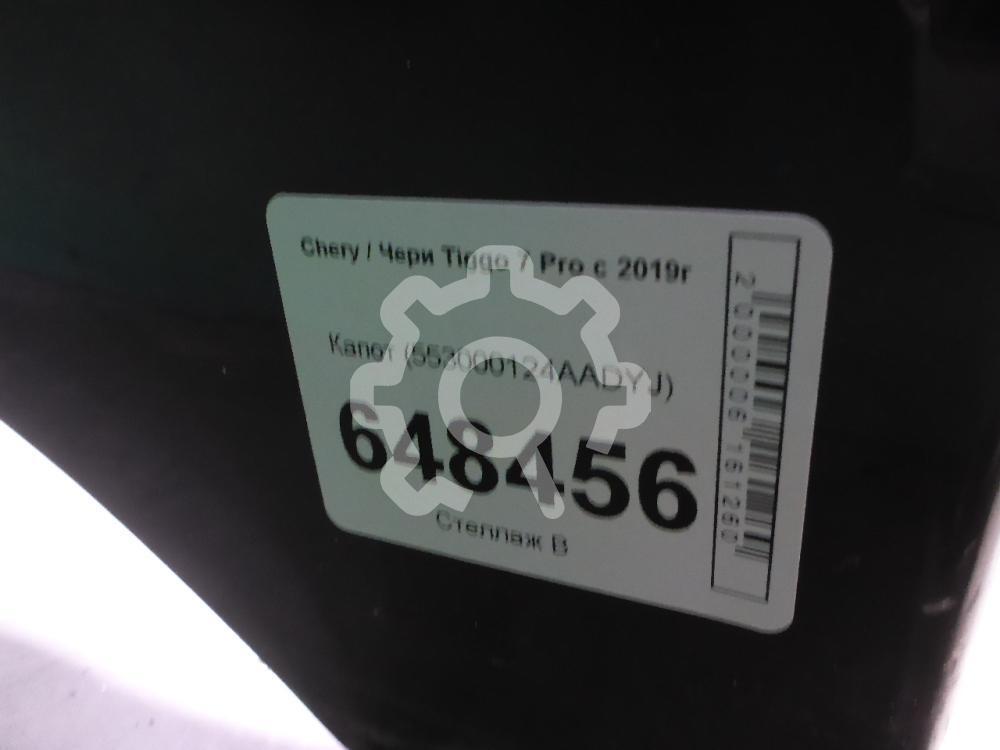 Chery / Чери Tiggo 7 Pro с 2019г
Капот (553000124AADYJ)
648456
Стеллаж В
2000006161260